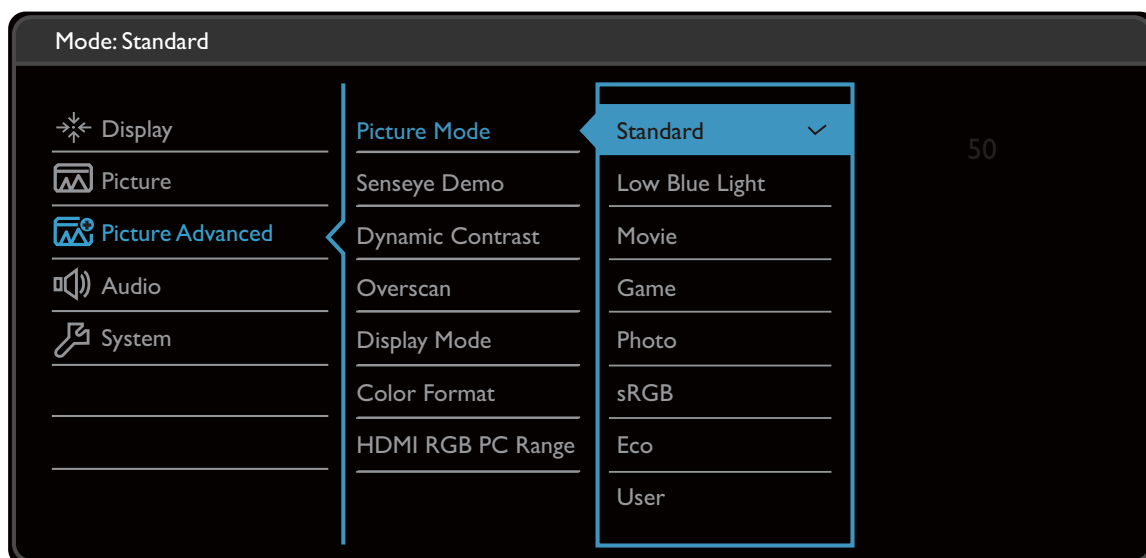 Mode: Standard
Display
Picture
Picture Advanced
Audio
System
Picture Mode
Senseye Demo
Dynamic Contrast
Overscan
Display Mode
Color Format
HDMI RGB PC Range
Standard
Low Blue Light
Movie
Game
Photo
sRGB
Eco
User
50